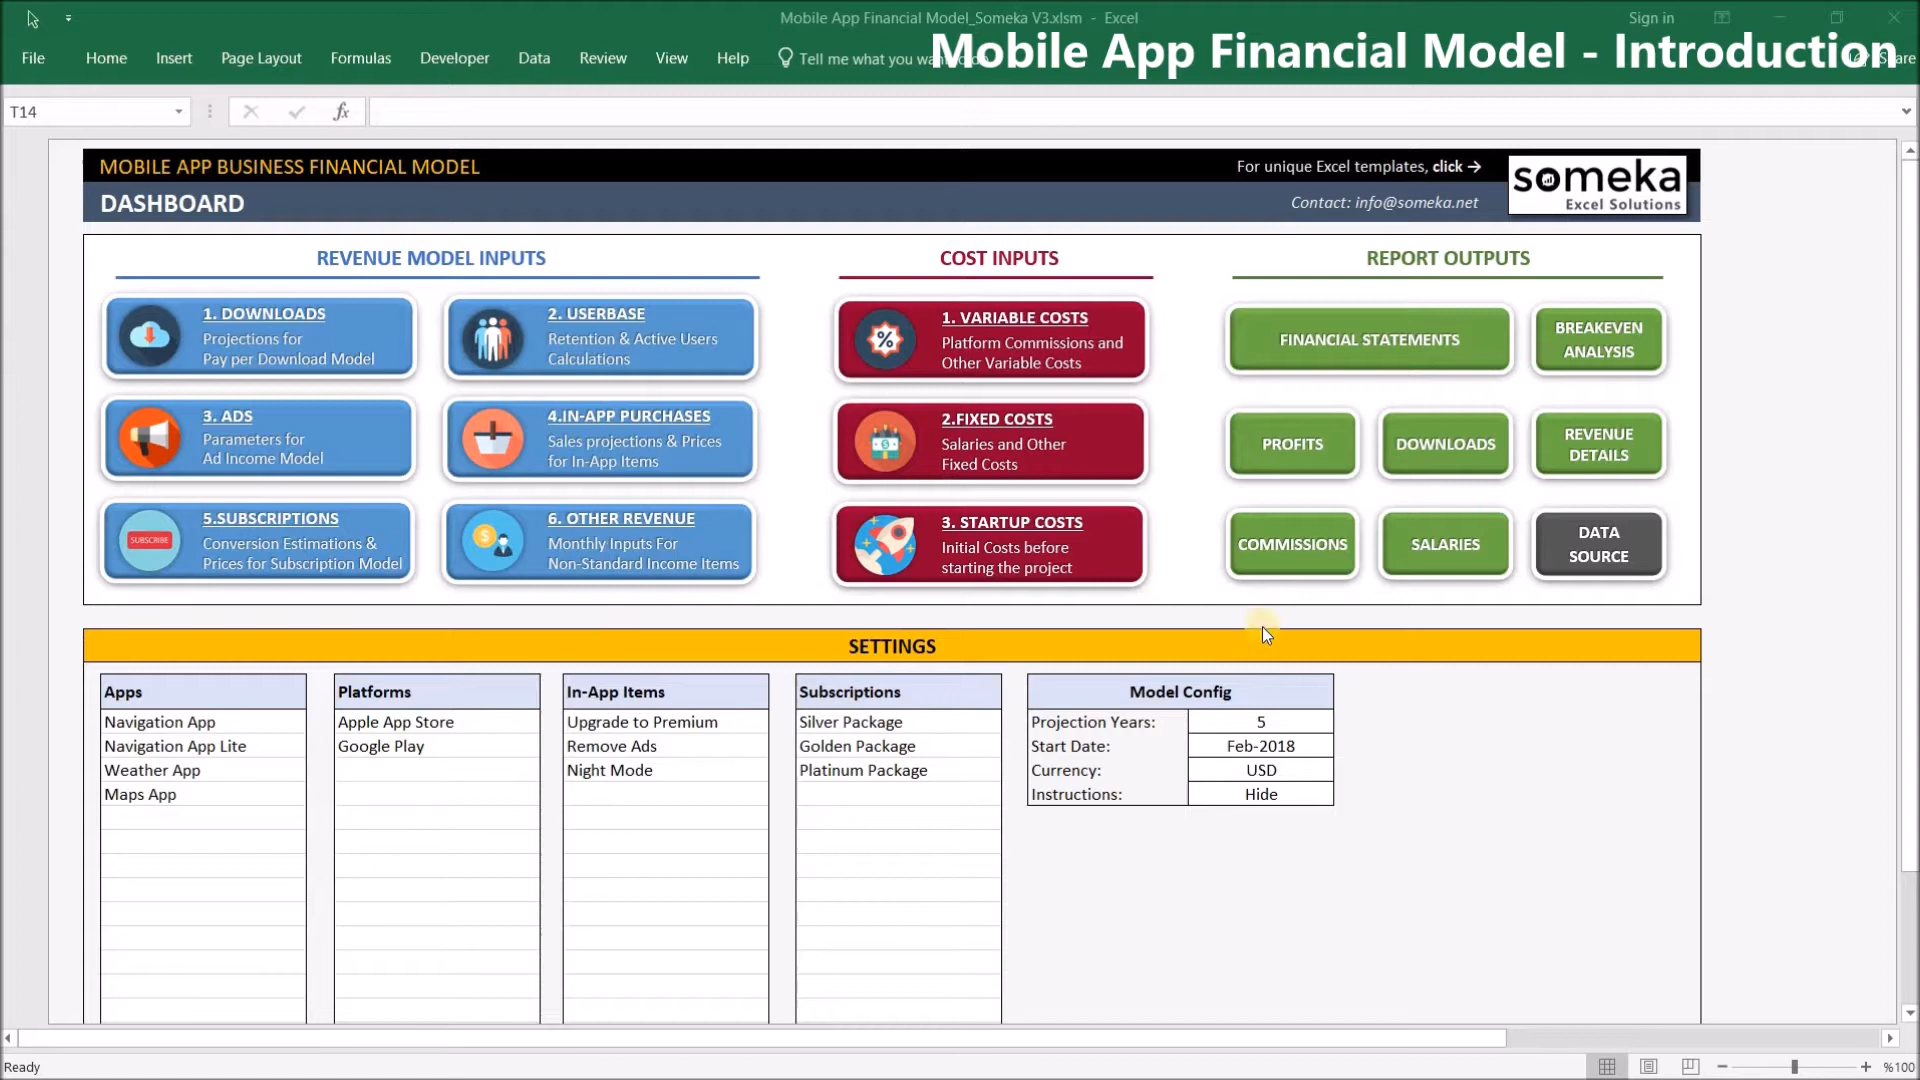 Mobile App Financial Model_Someka V3.xlsm - Excel
Sign in
File Home Insert Page Layout Formulas Developer Data Review View Help Tell me what you
Mobile App Financial Model - Introduction
T14
fx
MOBILE APP BUSINESS FINANCIAL MODEL
For unique Excel templates, click →
DASHBOARD
Contact: info@someka.net
someka
Excel Solutions
REVENUE MODEL INPUTS
1. DOWNLOADS
Projections for
Pay per Download Model
2. USERBASE
Retention & Active Users
Calculations
3. ADS
Parameters for
Ad Income Model
4.IN-APP PURCHASES
Sales projections & Prices
for In-App Items
SUBSCRIBE
5.SUBSCRIPTIONS
Conversion Estimations &
Prices for Subscription Model
6. OTHER REVENUE
Monthly Inputs For
Non-Standard Income Items
COST INPUTS
%
1. VARIABLE COSTS
Platform Commissions and
Other Variable Costs
2.FIXED COSTS
Salaries and Other
Fixed Costs
3. STARTUP COSTS
Initial Costs before
starting the project
REPORT OUTPUTS
FINANCIAL STATEMENTS
BREAKEVEN
ANALYSIS
PROFITS
DOWNLOADS
REVENUE
DETAILS
COMMISSIONS
SALARIES
DATA
SOURCE
SETTINGS
Apps
Navigation App
Navigation App Lite
Weather App
Maps App
Platforms
Apple App Store
Google Play
In-App Items
Upgrade to Premium
Remove Ads
Night Mode
Subscriptions
Silver Package
Golden Package
Platinum Package
Model Config
Projection Years: 5
Start Date: Feb-2018
Currency: USD
Instructions: Hide
Ready
%100